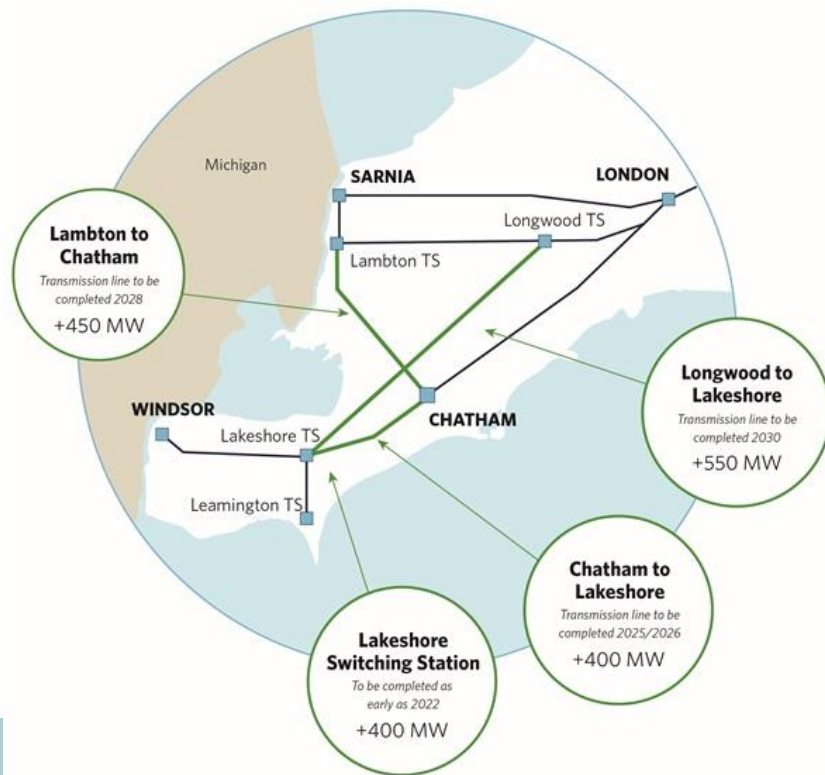 Michigan
SARNIA
LONDON
Longwood TS
Lambton TS
Lambton to
Chatham
Transmission line to be
completed 2028
+450 MW
WINDSOR
Lakeshore TS
CHATHAM
Leamington TS
Longwood to
Lakeshore
Transmission line to be
completed 2030
+550 MW
Chatham to
Lakeshore
Transmission line to be
completed 2025/2026
+400 MW
Lakeshore
Switching Station
To be completed as
early as 2022
+400 MW